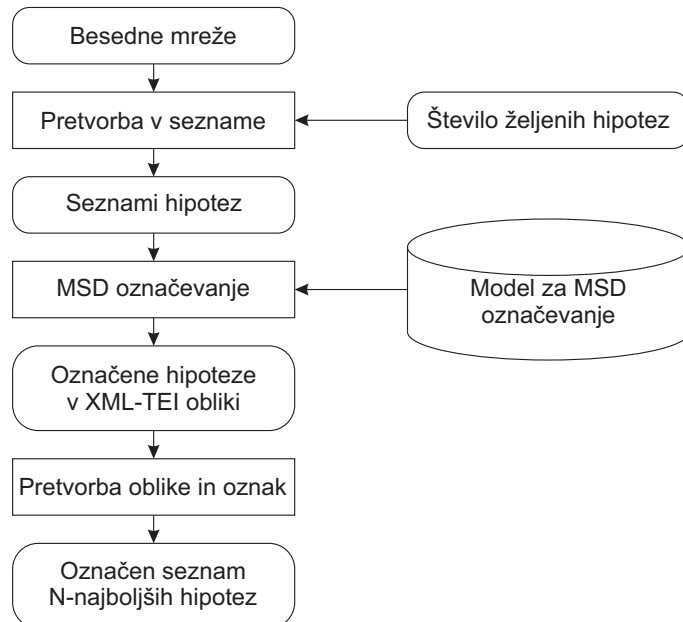 Besedne mreže
Pretvorba v sezname
Število željenih hipotez
Seznami hipotez
MSD označevanje
Model za MSD
označevanje
Označene hipoteze
v XML-TEI obliki
Pretvorba oblike in oznak
Označen seznam
N-najboljših hipotez